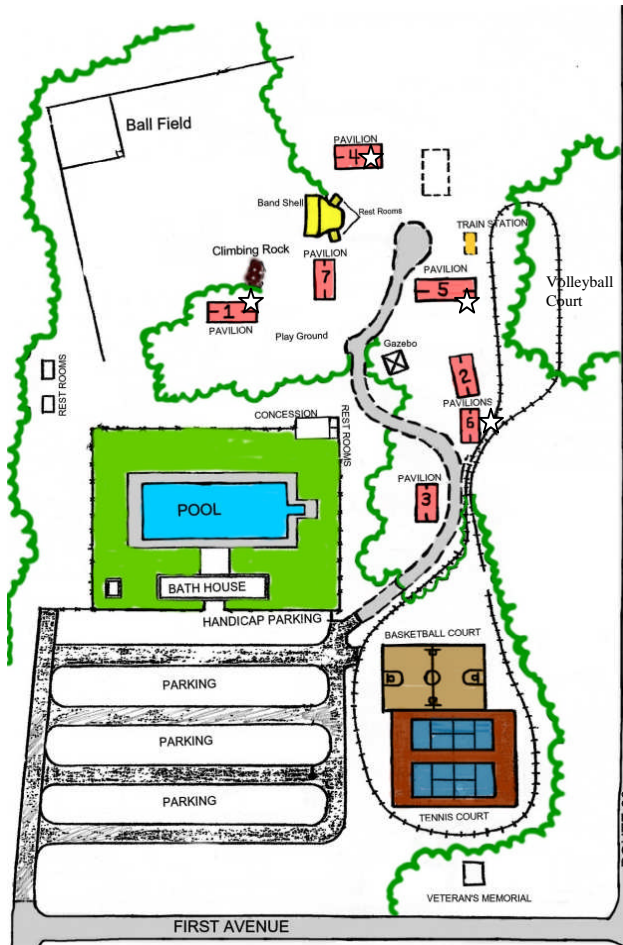 Ball Field
PAVILION
4
Band Shell
Rest Rooms
TRAIN STATION
Climbing Rock
PAVILION
7
PAVILION
5
Volleyball
Court
1
PAVILION
Play Ground
Gazebo
2
REST ROOMS
PAVILIONS
6
CONCESSION
REST ROOMS
PAVILION
3
POOL
BATH HOUSE
HANDICAP PARKING
BASKETBALL COURT
PARKING
PARKING
PARKING
TENNIS COURT
VETERAN'S MEMORIAL
FIRST AVENUE